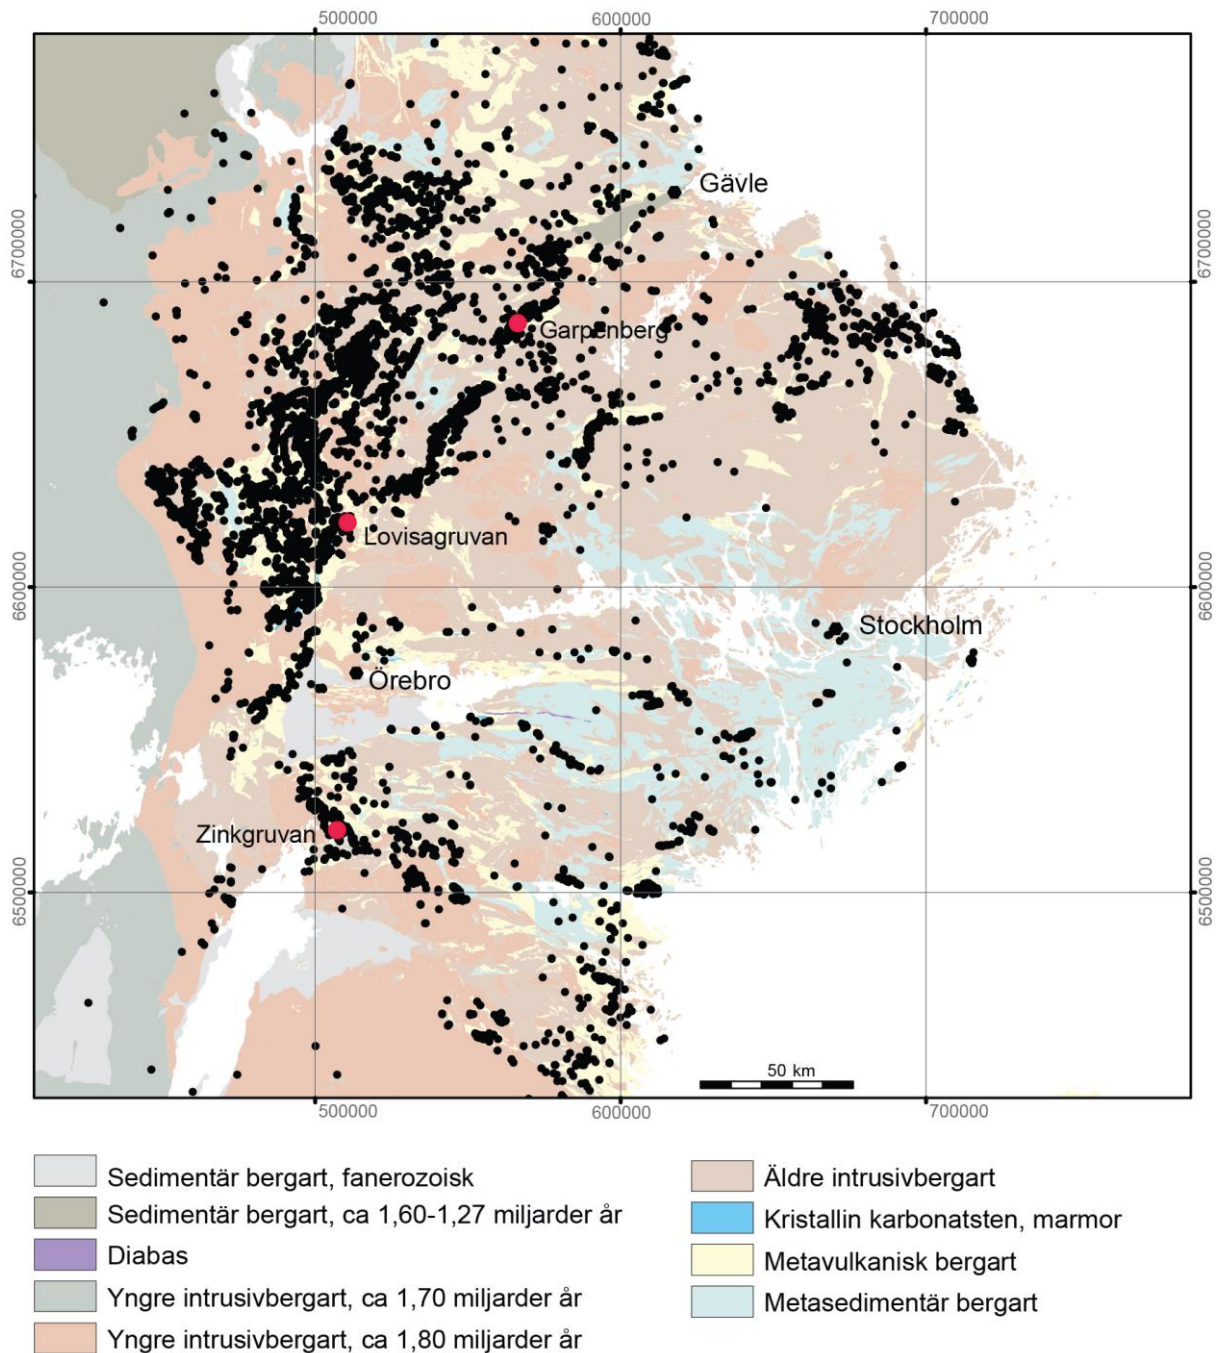 500000
600000
700000
Gävle
6700000
6700000
Garpenberg
Lovisagruvan
6600000
6600000
Stockholm
Örebro
Zinkgruvan
6500000
6500000
50 km
500000
600000
700000
Sedimentär bergart, fanerozoisk
Sedimentär bergart, ca 1,60-1,27 miljarder år
Diabas
Yngre intrusivbergart, ca 1,70 miljarder år
Yngre intrusivbergart, ca 1,80 miljarder år
Äldre intrusivbergart
Kristallin karbonatsten, marmor
Metavulkanisk bergart
Metasedimentär bergart